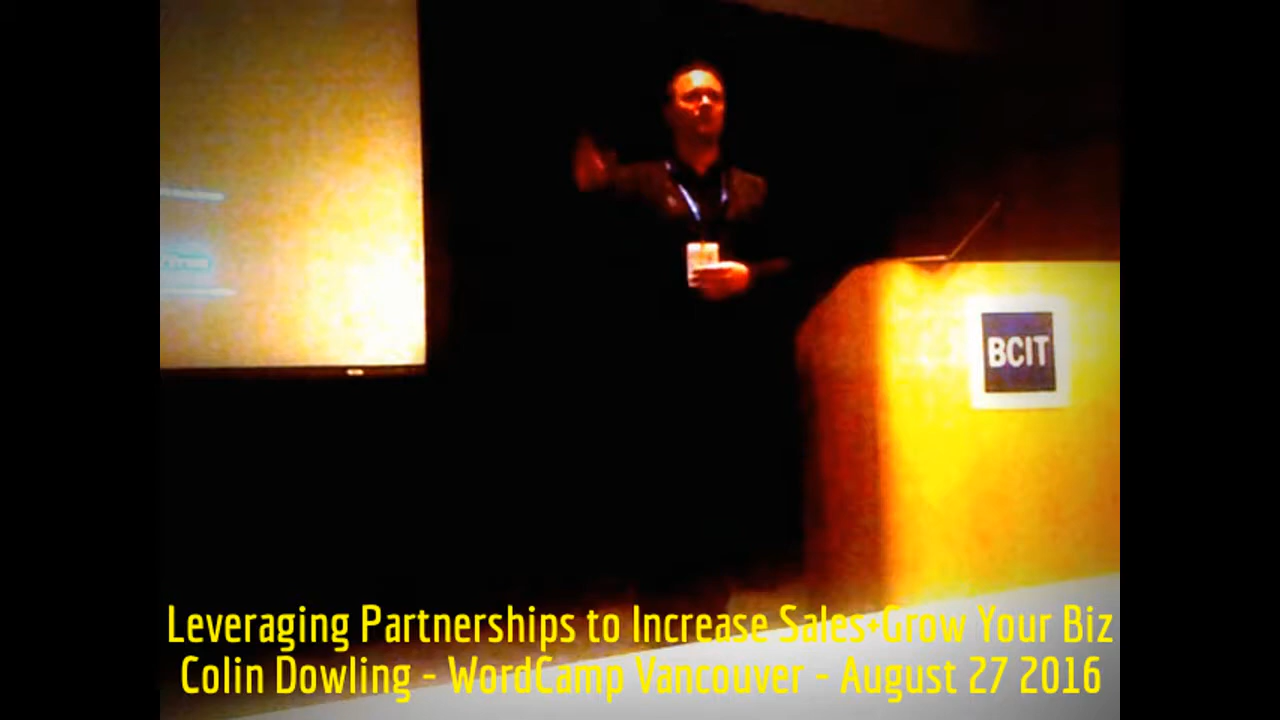 BCIT
Leveraging Partnerships to Increase Sales+Grow Your Biz
Colin Dowling - WordCamp Vancouver - August 27 2016